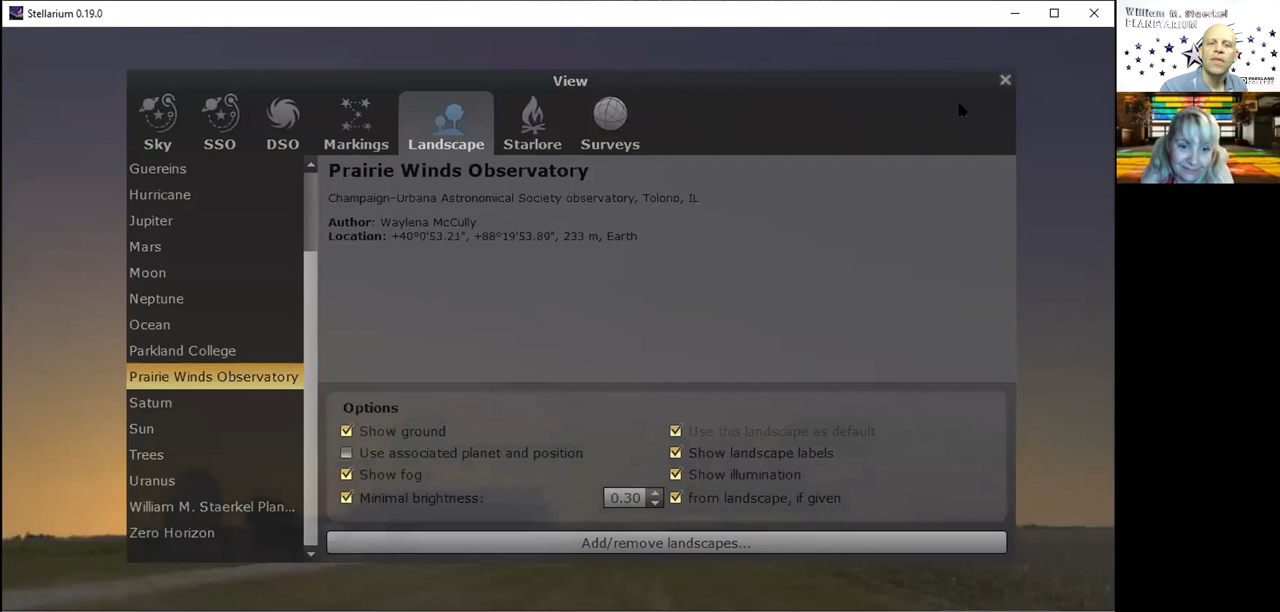 Stellarium 0.19.0
William M. Staerkel
PLANETARIUM
PARKLAND
COLLEGE
View
Sky
SSO
DSO
Markings
Landscape
Starlore
Surveys
Guereins
Hurricane
Jupiter
Mars
Moon
Neptune
Ocean
Parkland College
Prairie Winds Observatory
Saturn
Sun
Trees
Uranus
William M. Staerkel Plan...
Zero Horizon
Prairie Winds Observatory
Champaign-Urbana Astronomical Society observatory, Tolono, IL
Author: Waylena McCully
Location: +40°0'53.21", +88°19'53.89", 233 m, Earth
Options
Show ground
Use associated planet and position
Show fog
Minimal brightness: 0.30
Use this landscape as default
Show landscape labels
Show illumination
from landscape, if given
Add/remove landscapes...